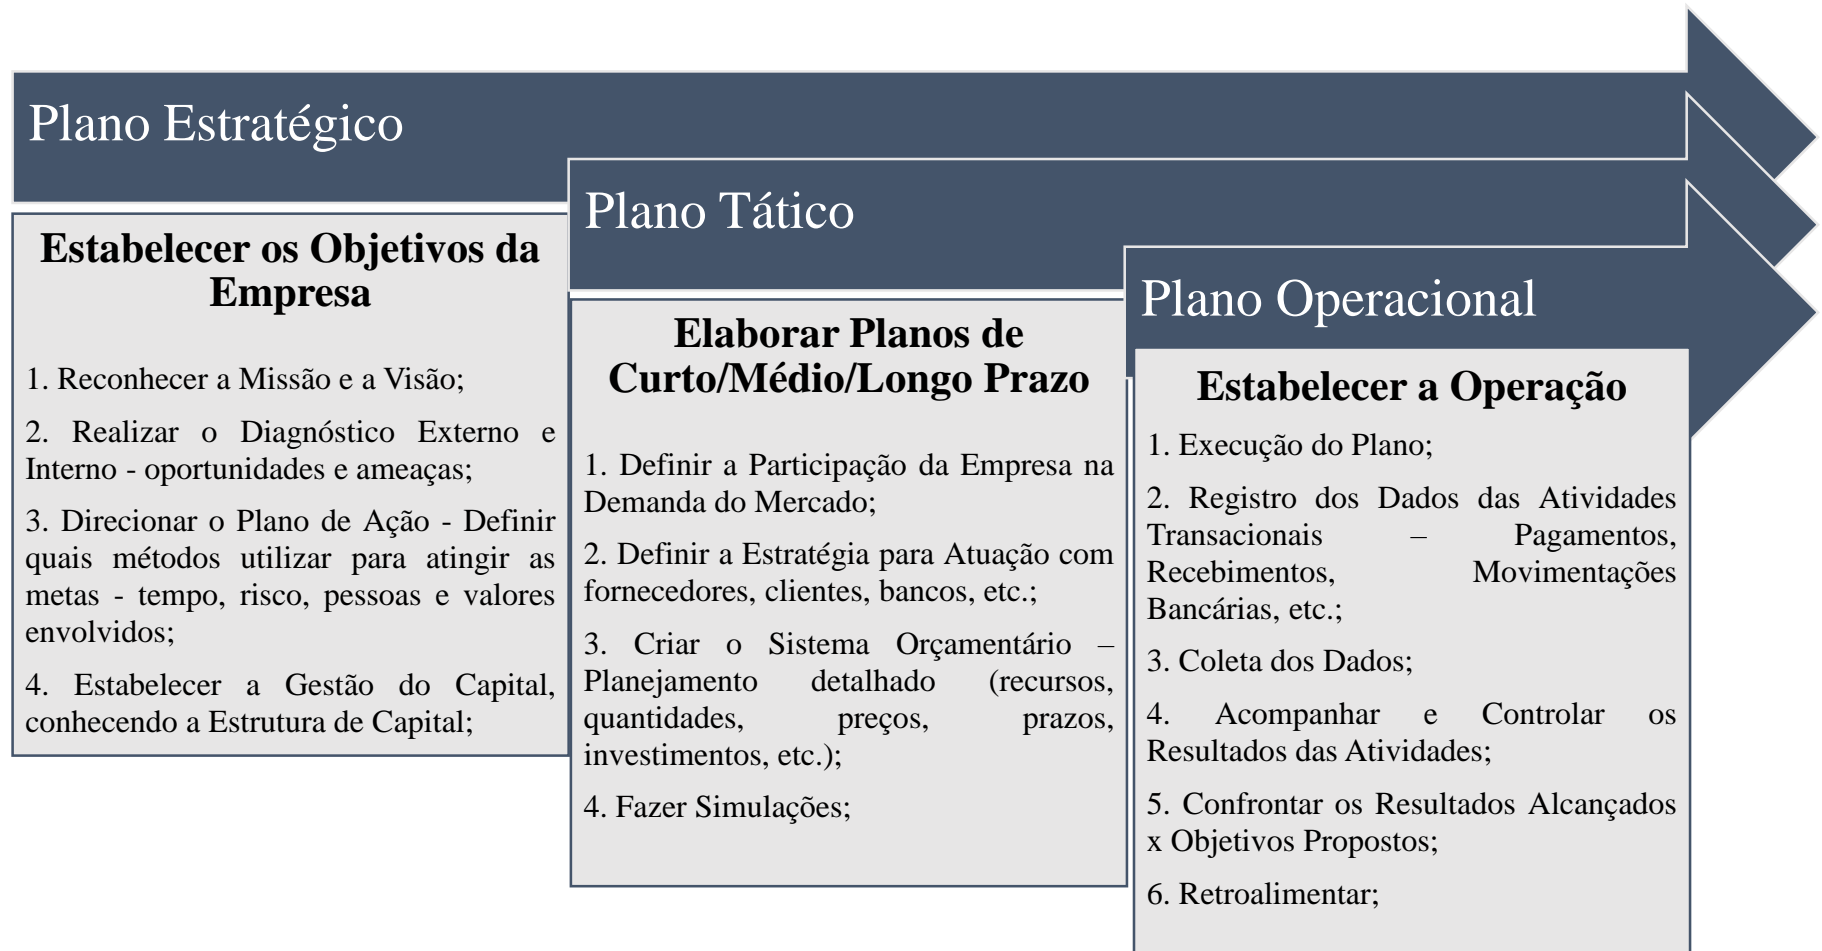 Plano Estratégico
Estabelecer os Objetivos da
Empresa
1. Reconhecer a Missão e a Visão;
2. Realizar o Diagnóstico Externo e
Interno - oportunidades e ameaças;
3. Direcionar o Plano de Ação - Definir
quais métodos utilizar para atingir as
metas - tempo, risco, pessoas e valores
envolvidos;
4. Estabelecer a Gestão do Capital,
conhecendo a Estrutura de Capital;
Plano Tático
Elaborar Planos de
Curto/Médio/Longo Prazo
1. Definir a Participação da Empresa na
Demanda do Mercado;
2. Definir a Estratégia para Atuação com
fornecedores, clientes, bancos, etc.;
3. Criar o Sistema Orçamentário –
Planejamento detalhado (recursos,
quantidades, preços, prazos,
investimentos, etc.);
4. Fazer Simulações;
Plano Operacional
Estabelecer a Operação
1. Execução do Plano;
2. Registro dos Dados das Atividades
Transacionais – Pagamentos,
Recebimentos, Movimentações
Bancárias, etc.;
3. Coleta dos Dados;
4. Acompanhar e Controlar os
Resultados das Atividades;
5. Confrontar os Resultados Alcançados
x Objetivos Propostos;
6. Retroalimentar;